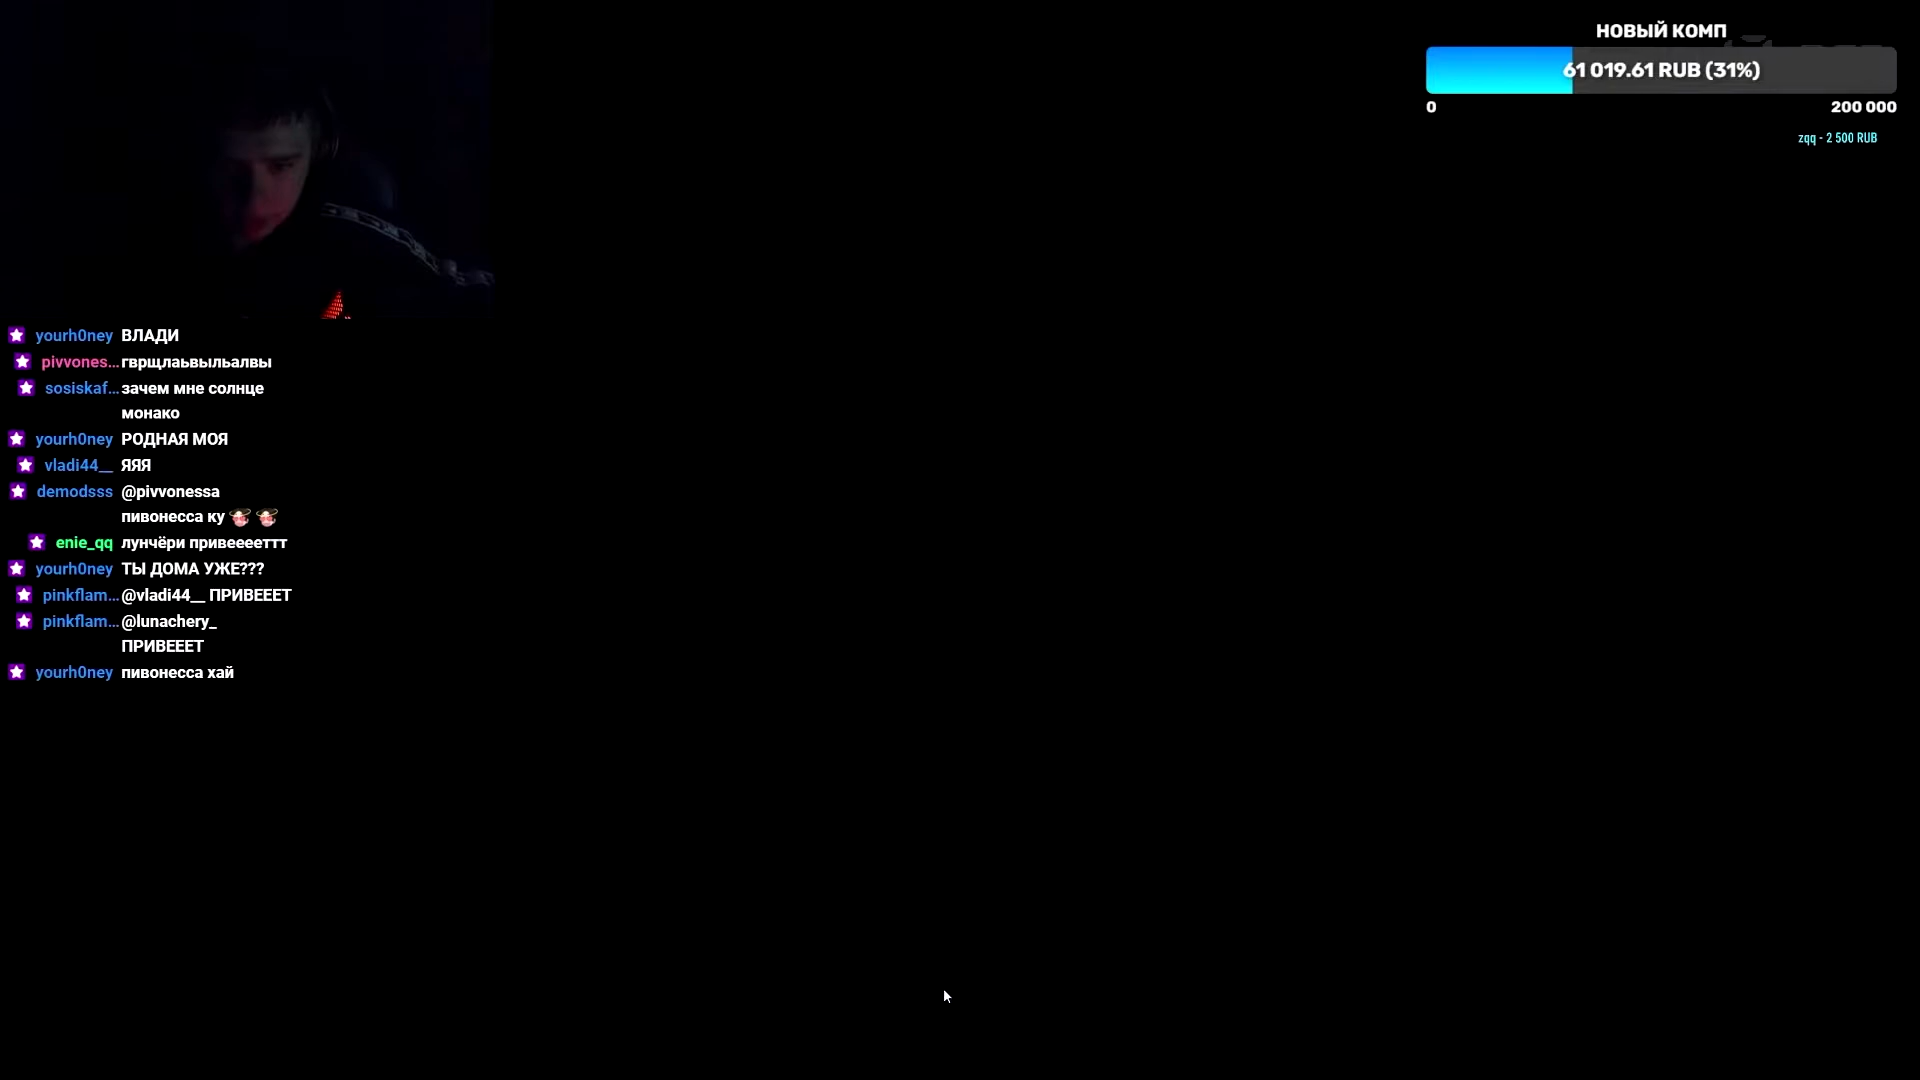 НОВЫЙ КОМП
61 019.61 RUB (31%)
0 200 000
zqq - 2 500 RUB
yourh0ney ВЛАДИ
pivvones... гврщлаьвыльалвы
sosiskaf... зачем мне солнце
монако
yourh0ney РОДНАЯ МОЯ
vladi44__ ЯЯЯ
demodsss @pivvonessa
пивонесса ку
enie_qq лунчёри привеееетттт
yourh0ney ТЫ ДОМА УЖЕ???
pinkflam... @vladi44__ ПРИВЕЕЕТ
pinkflam... @lunachery_
ПРИВЕЕЕТ
yourh0ney пивонесса хай